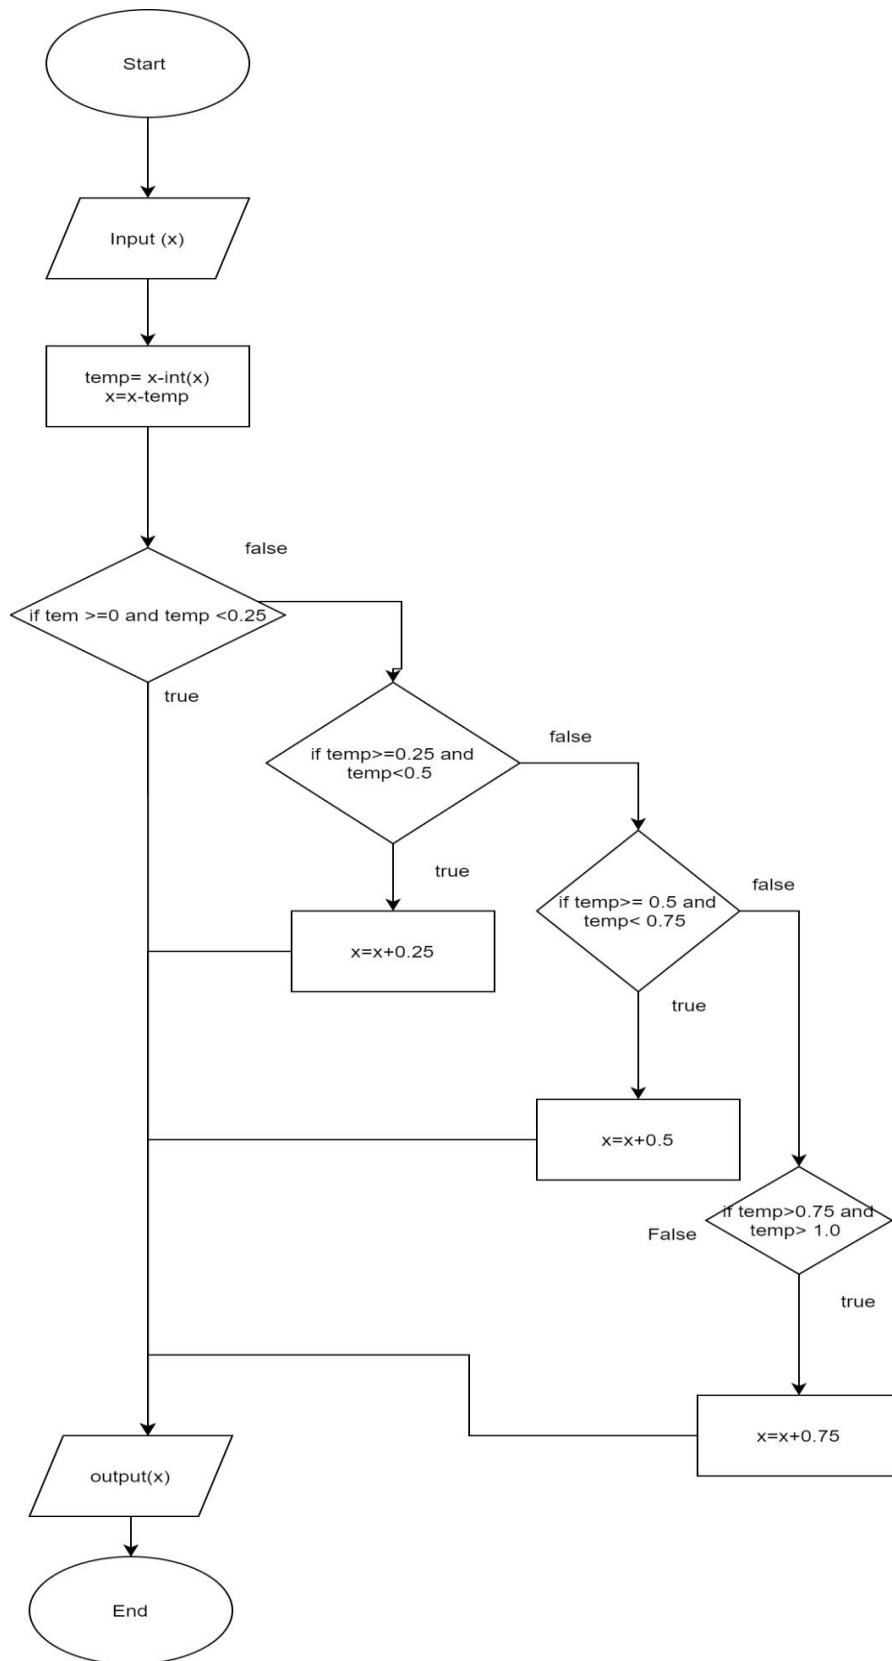 Start
Input (x)
temp= x-int(x)
x=x-temp
false
if tem >=0 and temp <0.25
true
if temp>=0.25 and
temp<0.5
false
true
x=x+0.25
if temp>= 0.5 and
temp< 0.75
false
true
x=x+0.5
if temp>0.75 and
temp> 1.0
False
true
x=x+0.75
output(x)
End